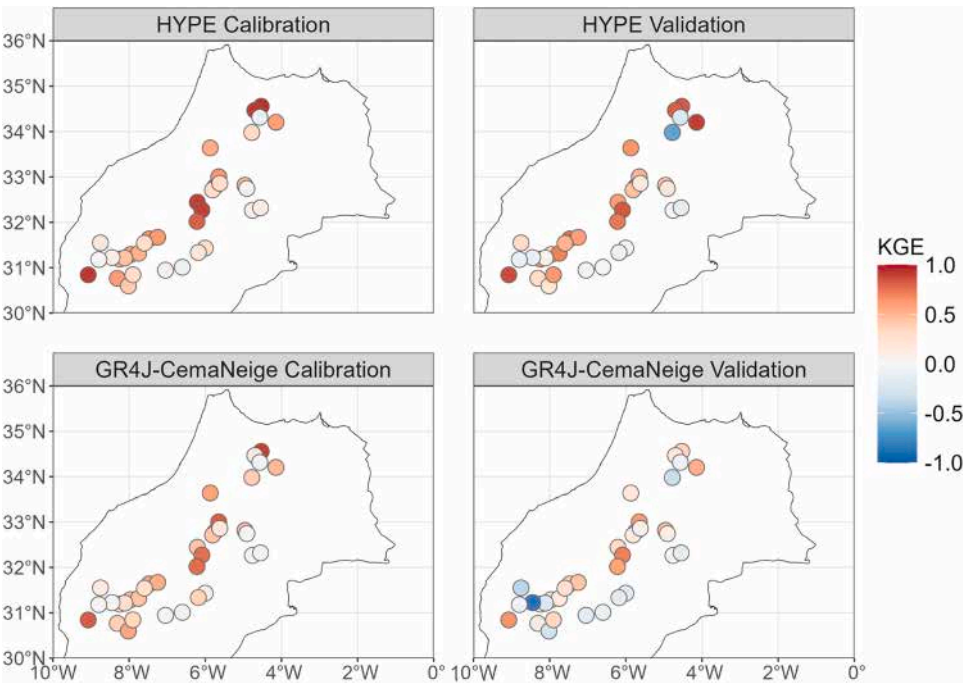 HYPE Calibration
HYPE Validation
36°N
35°N
34°N
33°N
32°N
31°N
30°N
GR4J-CemaNeige Calibration
GR4J-CemaNeige Validation
36°N
35°N
34°N
33°N
32°N
31°N
30°N
10°W 8°W 6°W 4°W 2°W 0°
10°W 8°W 6°W 4°W 2°W 0°
KGE
1.0
0.5
0.0
-0.5
-1.0